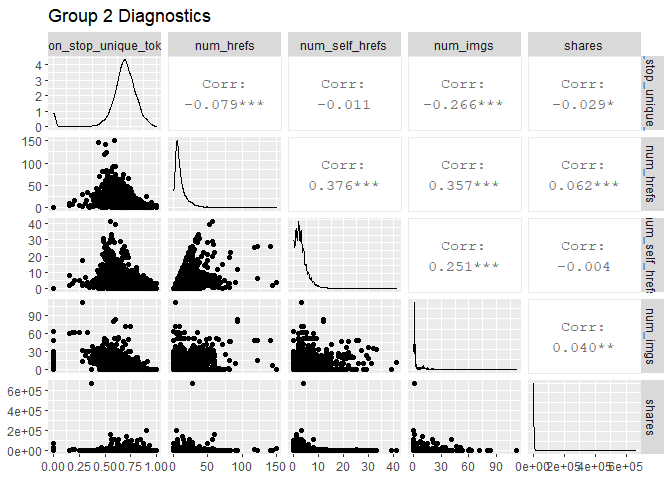 Group 2 Diagnostics
on_stop_unique_tok
num_hrefs
num_self_hrefs
num_imgs
shares
4
3
2
1
0
Corr:
-0.079***
Corr:
-0.011
Corr:
-0.266***
Corr:
-0.029*
_stop_unique_
150
100
50
0
Corr:
0.376***
Corr:
0.357***
Corr:
0.062***
num_hrefs
40
30
20
10
0
Corr:
0.251***
Corr:
-0.004
num_self_hrefs
90
60
30
0
Corr:
0.040**
num_imgs
6e+05
4e+05
2e+05
0e+00
shares
0.00 0.25 0.50 0.75 1.00
0 50 100 150
0 10 20 30 40
0 30 60 90
0e+00 2e+05 4e+05 6e+05